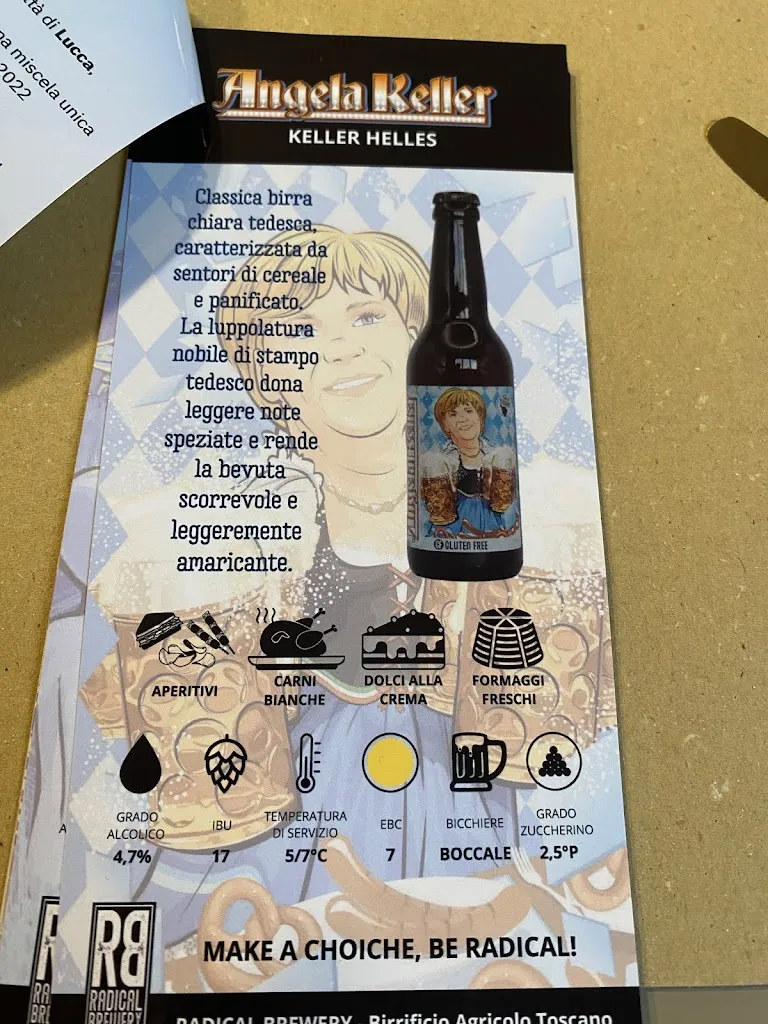 ttà di Lucca,
na miscela unica
2022
Angela Keller
KELLER HELLES
Classica birra
chiara tedesca,
caratterizzata da
sentori di cereale
e panificato.
La luppolatura
nobile di stampo
tedesco dona
leggere note
speziate e rende
la bevuta
scorrevole e
leggeremente
amaricante.
GLUTEN FREE
APERITIVI
CARNI
BIANCHE
DOLCI ALLA
CREMA
FORMAGGI
FRESCHI
GRADO
ALCOLICO
4,7%
IBU
17
TEMPERATURA
DI SERVIZIO
5/7°C
EBC
7
BICCHIERE
BOCCALE
GRADO
ZUCCHERINO
2,5°P
A
RB
RADICAL
BREWERY
MAKE A CHOICHE, BE RADICAL!
RADICAL BREWERY - Birrificio Agricolo Toscano